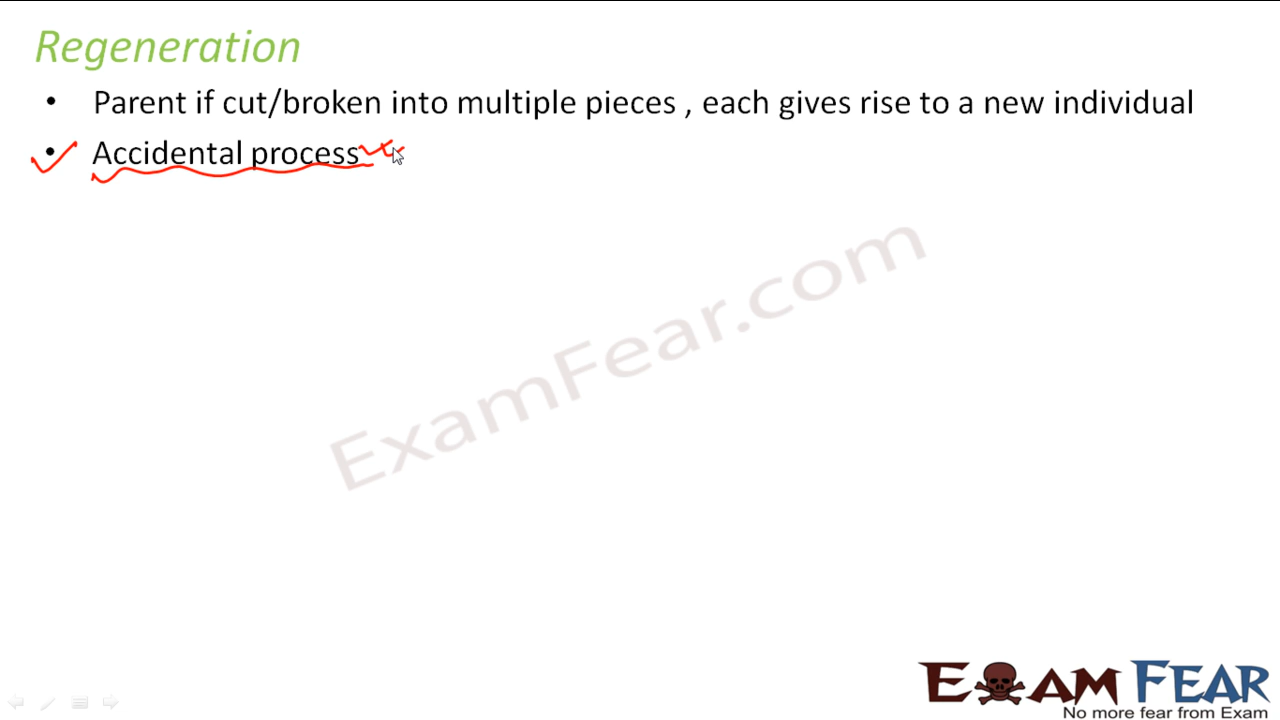 Regeneration
• Parent if cut/broken into multiple pieces , each gives rise to a new individual
• Accidental process
ExamFear.com
EXAM FEAR
No more fear from Exam